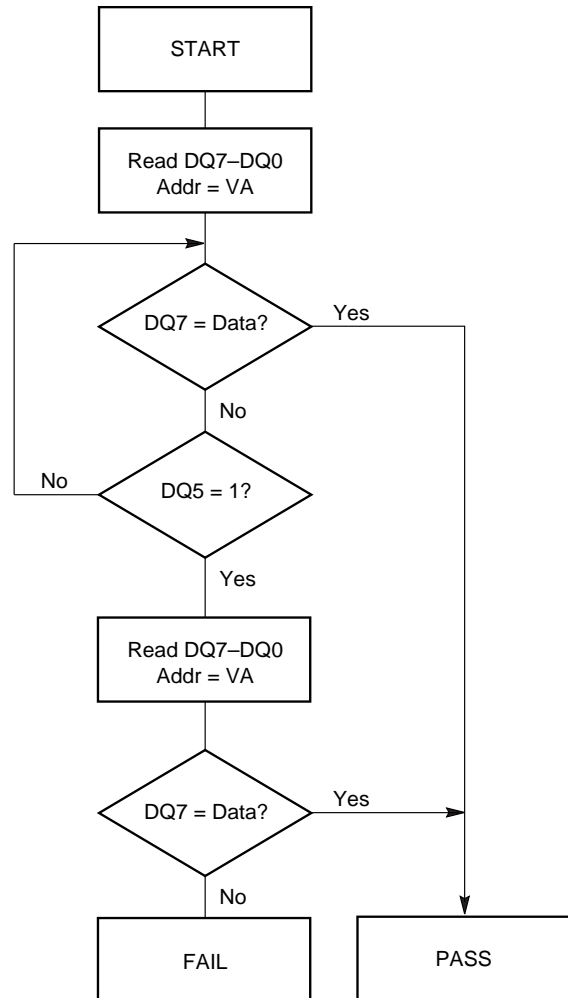 START
Read DQ7–DQ0
Addr = VA
DQ7 = Data?
Yes
No
No
DQ5 = 1?
Yes
Read DQ7–DQ0
Addr = VA
DQ7 = Data?
Yes
No
FAIL
PASS